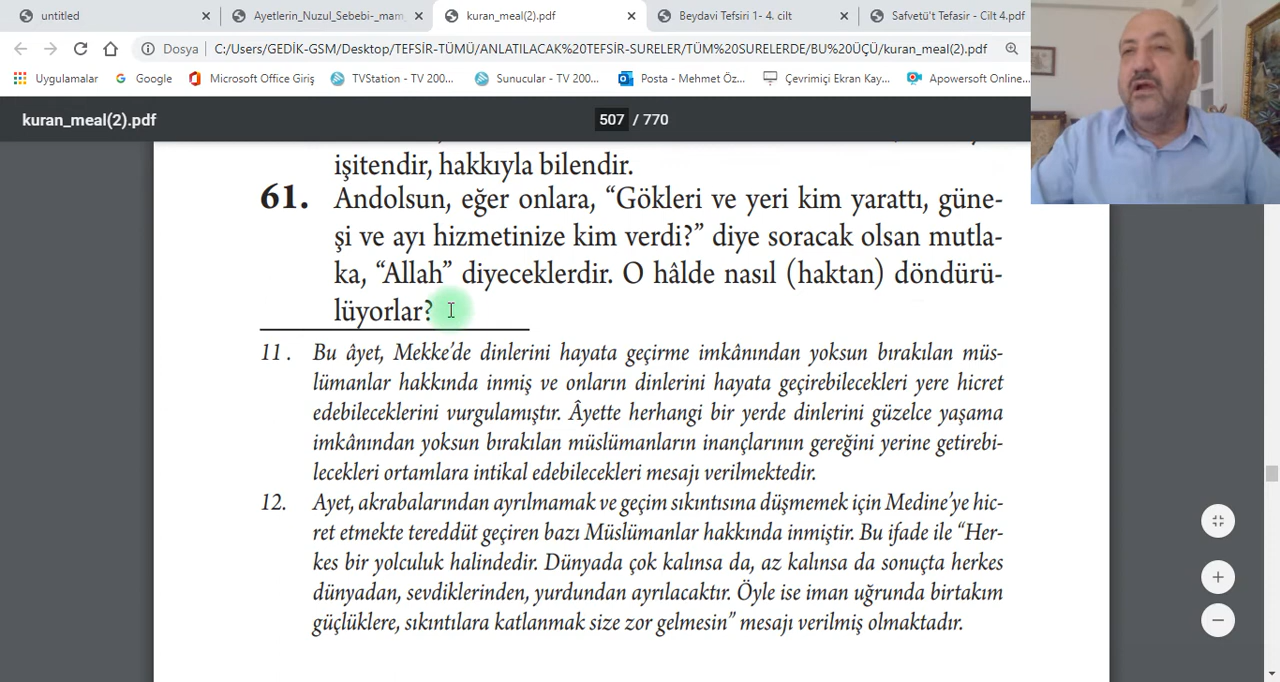 untitled
Ayetlerin_Nuzul_Sebebi-_mam
kuran_meal(2).pdf
Beydavi Tefsiri 1- 4. cilt
Safvetü't Tefasir - Cilt 4.pdf
Dosya
C:/Users/GEDİK-GSM/Desktop/TEFSİR-TÜMÜ/ANLATILACAK%20TEFSİR-SURELER/TÜM%20SURELERDE/BU%20ÜÇÜ/kuran_meal(2).pdf
Uygulamalar
Google
Microsoft Office Giriş
TVStation - TV 200...
Sunucular - TV 200...
Posta - Mehmet Öz...
Çevrimiçi Ekran Kay...
Apowersoft Online...
kuran_meal(2).pdf
507 / 770
işitendir, hakkıyla bilendir.
61. Andolsun, eğer onlara, “Gökleri ve yeri kim yarattı, güne-
şi ve ayı hizmetinize kim verdi?” diye soracak olsan mutla-
ka, “Allah” diyeceklerdir. O hâlde nasıl (haktan) döndürü-
lüyorlar?
11. Bu âyet, Mekke’de dinlerini hayata geçirme imkânından yoksun bırakılan müs-
lümanlar hakkında inmiş ve onların dinlerini hayata geçirebilecekleri yere hicret
edebileceklerini vurgulamıştır. Âyette herhangi bir yerde dinlerini güzelce yaşama
imkânından yoksun bırakılan müslümanların inançlarının gereğini yerine getirebi-
lecekleri ortamlara intikal edebilecekleri mesajı verilmektedir.
12. Ayet, akrabalarından ayrılmamak ve geçim sıkıntısına düşmemek için Medine’ye hic-
ret etmekte tereddüt geçiren bazı Müslümanlar hakkında inmiştir. Bu ifade ile “Her-
kes bir yolculuk halindedir. Dünyada çok kalınsa da, az kalınsa da sonuçta herkes
dünyadan, sevdiklerinden, yurdundan ayrılacaktır. Öyle ise iman uğrunda birtakım
güçlüklere, sıkıntılara katlanmak size zor gelmesin” mesajı verilmiş olmaktadır.